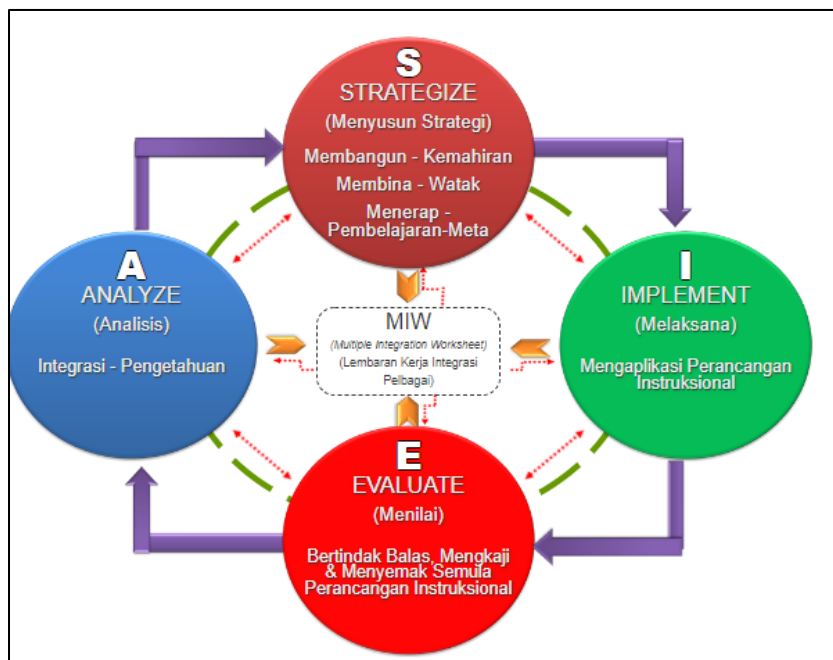 S
STRATEGIZE
(Menyusun Strategi)
Membangun - Kemahiran
Membina - Watak
Menerap -
Pembelajaran-Meta
A
ANALYZE
(Analisis)
Integrasi - Pengetahuan
MIW
(Multiple Integration Worksheet)
(Lembaran Kerja Integrasi
Pelbagai)
I
IMPLEMENT
(Melaksana)
Mengaplikasi Perancangan
Instruksional
E
EVALUATE
(Menilai)
Bertindak Balas, Mengkaji
& Menyemak Semula
Perancangan Instruksional